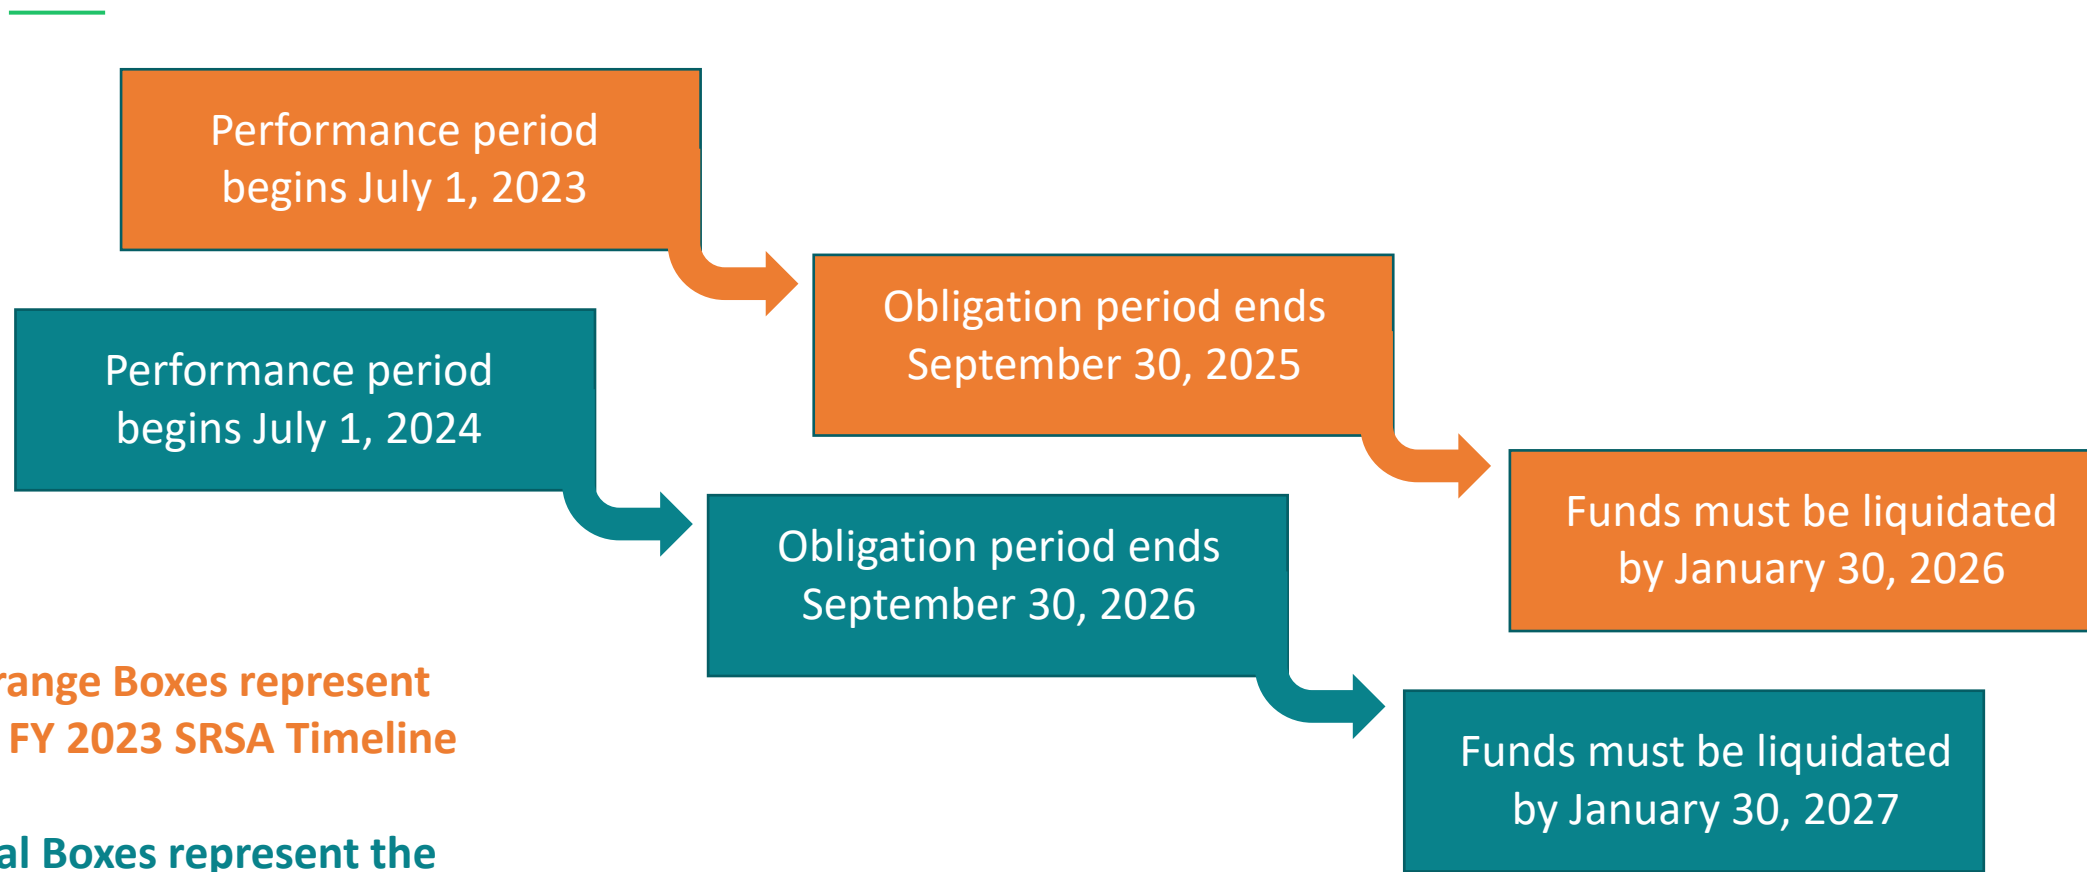 Performance period
begins July 1, 2023
Obligation period ends
September 30, 2025
Funds must be liquidated
by January 30, 2026
Performance period
begins July 1, 2024
Obligation period ends
September 30, 2026
Funds must be liquidated
by January 30, 2027
range Boxes represent
FY 2023 SRSA Timeline
al Boxes represent the